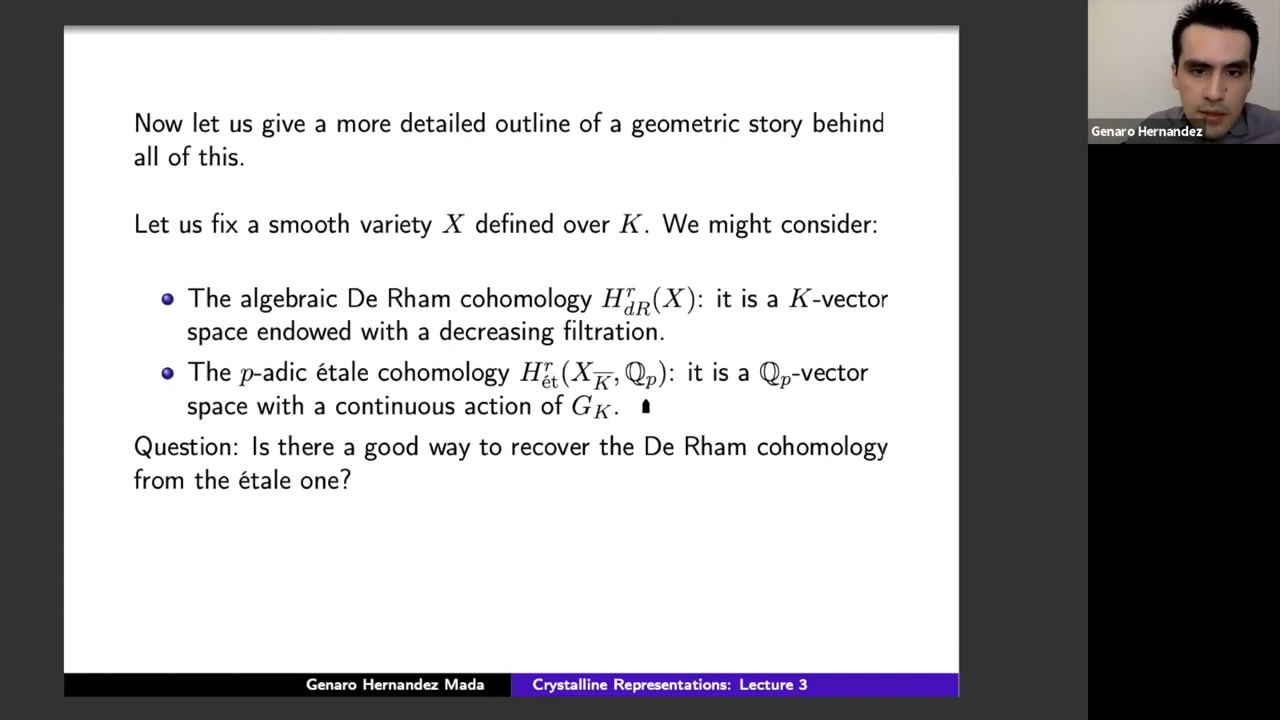 Now let us give a more detailed outline of a geometric story behind
all of this.
Let us fix a smooth variety X defined over K. We might consider:
The algebraic De Rham cohomology H^r_{dR}(X): it is a K-vector
space endowed with a decreasing filtration.
The p-adic étale cohomology H^r_{ét}(X_{\overline{K}}, ℚ_p): it is a ℚ_p-vector
space with a continuous action of G_K.
Question: Is there a good way to recover the De Rham cohomology
from the étale one?
Genaro Hernandez Mada
Crystalline Representations: Lecture 3
Genaro Hernandez